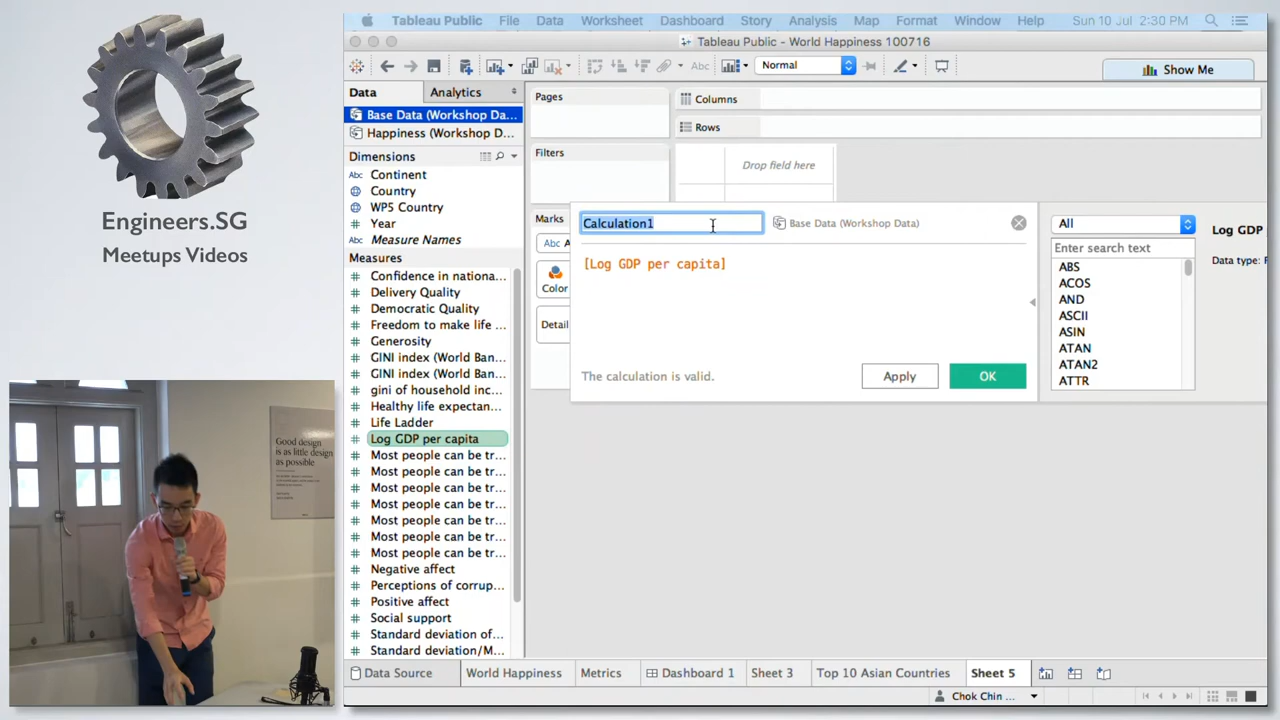 Engineers.SG
Meetups Videos
Good design
is as little design
as possible
Tableau Public File Data Worksheet Dashboard Story Analysis Map Format Window Help Sun 10 Jul 2:30 PM
Tableau Public - World Happiness 100716
Abc Normal Show Me
Data Analytics
Base Data (Workshop Da...
Happiness (Workshop D...
Dimensions
Abc Continent
Country
WP5 Country
# Year
Abc Measure Names
Measures
# Confidence in nationa...
# Delivery Quality
# Democratic Quality
# Freedom to make life ...
# Generosity
# GINI index (World Ban...
# GINI index (World Ban...
# gini of household inc...
# Healthy life expectan...
# Life Ladder
# Log GDP per capita
# Most people can be tr...
# Most people can be tr...
# Most people can be tr...
# Most people can be tr...
# Most people can be tr...
# Most people can be tr...
# Most people can be tr...
# Negative affect
# Perceptions of corrup...
# Positive affect
# Social support
# Standard deviation of...
# Standard deviation/M...
Pages
Columns
Rows
Filters
Drop field here
Marks
Abc A
Color
Detail
Calculation1 Base Data (Workshop Data)
[Log GDP per capita]
The calculation is valid. Apply OK
All
Enter search text
ABS
ACOS
AND
ASCII
ASIN
ATAN
ATAN2
ATTR
Log GDP
Data type: F
Data Source World Happiness Metrics Dashboard 1 Sheet 3 Top 10 Asian Countries Sheet 5
Chok Chin ...